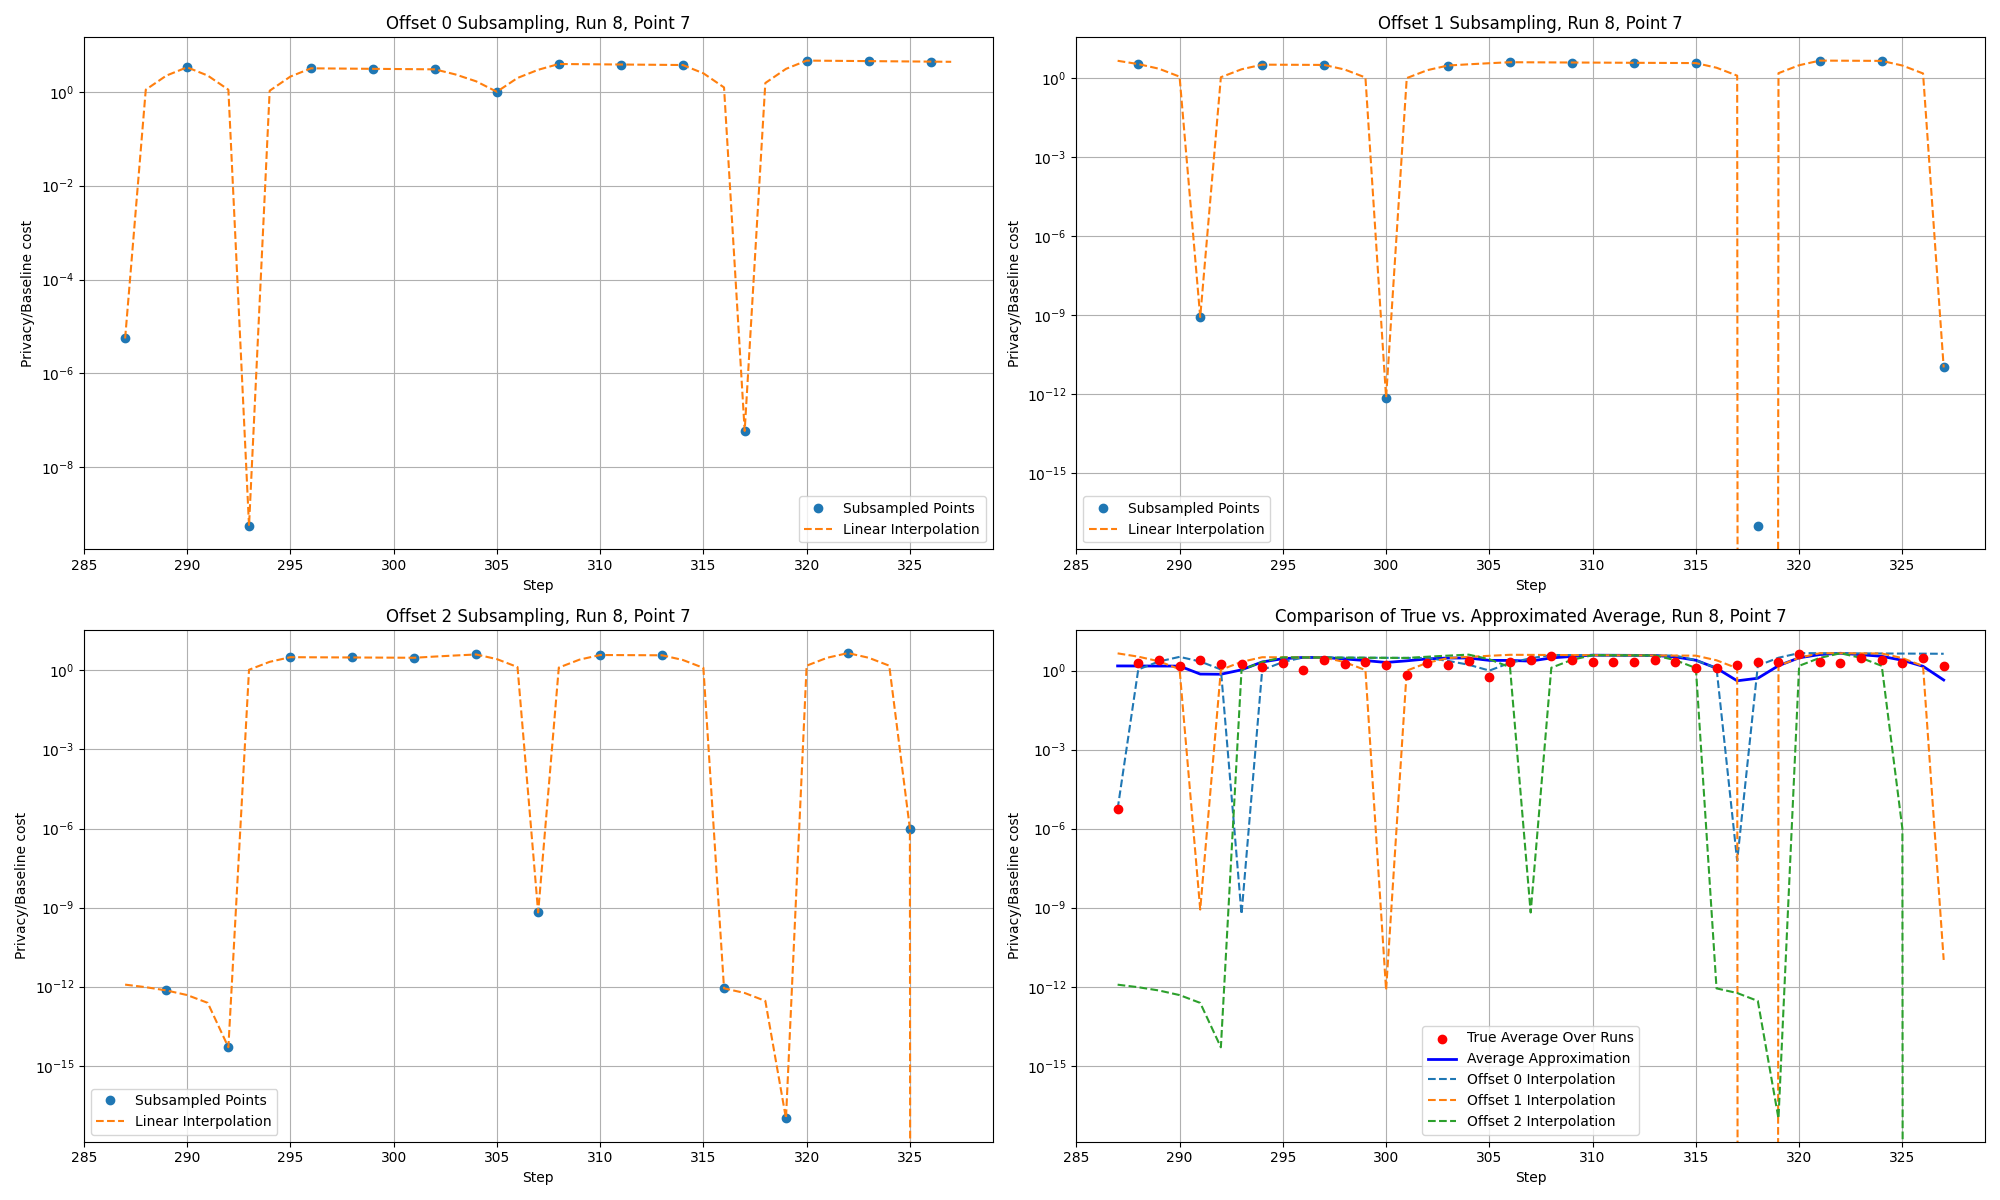 Offset 0 Subsampling, Run 8, Point 7
Privacy/Baseline cost
10^0
10^-2
10^-4
10^-6
10^-8
Subsampled Points
Linear Interpolation
285 290 295 300 305 310 315 320 325
Step
Offset 1 Subsampling, Run 8, Point 7
Privacy/Baseline cost
10^0
10^-3
10^-6
10^-9
10^-12
10^-15
Subsampled Points
Linear Interpolation
285 290 295 300 305 310 315 320 325
Step
Offset 2 Subsampling, Run 8, Point 7
Privacy/Baseline cost
10^0
10^-3
10^-6
10^-9
10^-12
10^-15
Subsampled Points
Linear Interpolation
285 290 295 300 305 310 315 320 325
Step
Comparison of True vs. Approximated Average, Run 8, Point 7
Privacy/Baseline cost
10^0
10^-3
10^-6
10^-9
10^-12
10^-15
True Average Over Runs
Average Approximation
Offset 0 Interpolation
Offset 1 Interpolation
Offset 2 Interpolation
285 290 295 300 305 310 315 320 325
Step